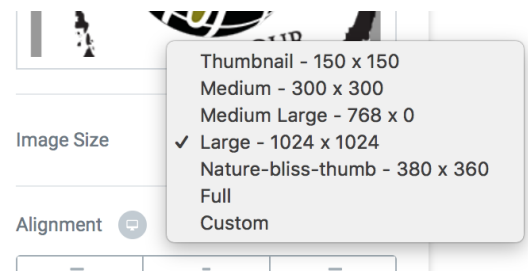 Thumbnail - 150 x 150
Medium - 300 x 300
Medium Large - 768 x 0
Image Size
✓ Large - 1024 x 1024
Nature-bliss-thumb - 380 x 360
Full
Alignment
Custom